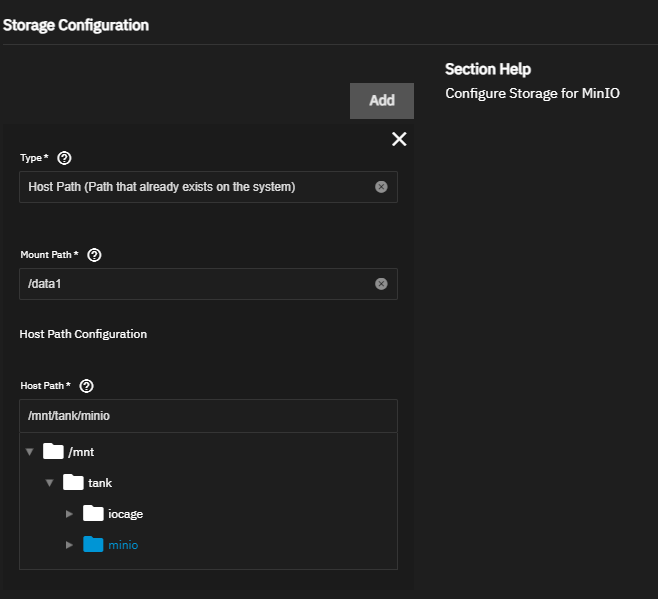 Storage Configuration
Section Help
Configure Storage for MinIO
Add
Type *
Host Path (Path that already exists on the system)
Mount Path *
/data1
Host Path Configuration
Host Path *
/mnt/tank/minio
/mnt
tank
iocage
minio